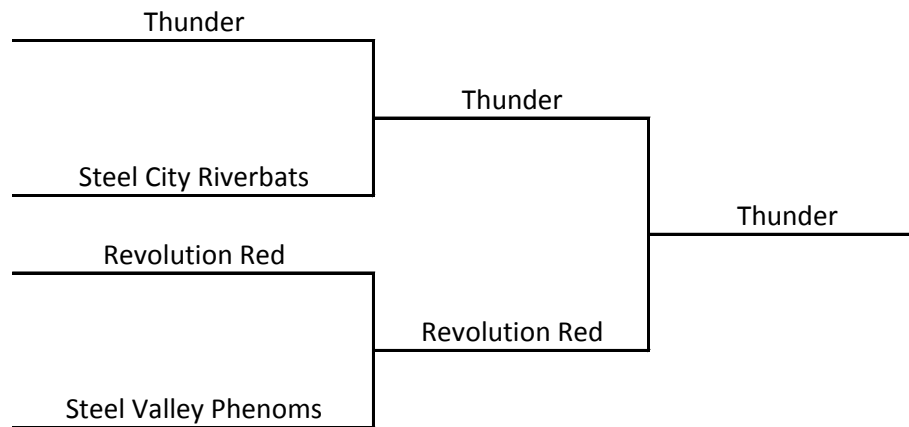 Thunder
Thunder
Steel City Riverbats
Thunder
Revolution Red
Revolution Red
Steel Valley Phenoms